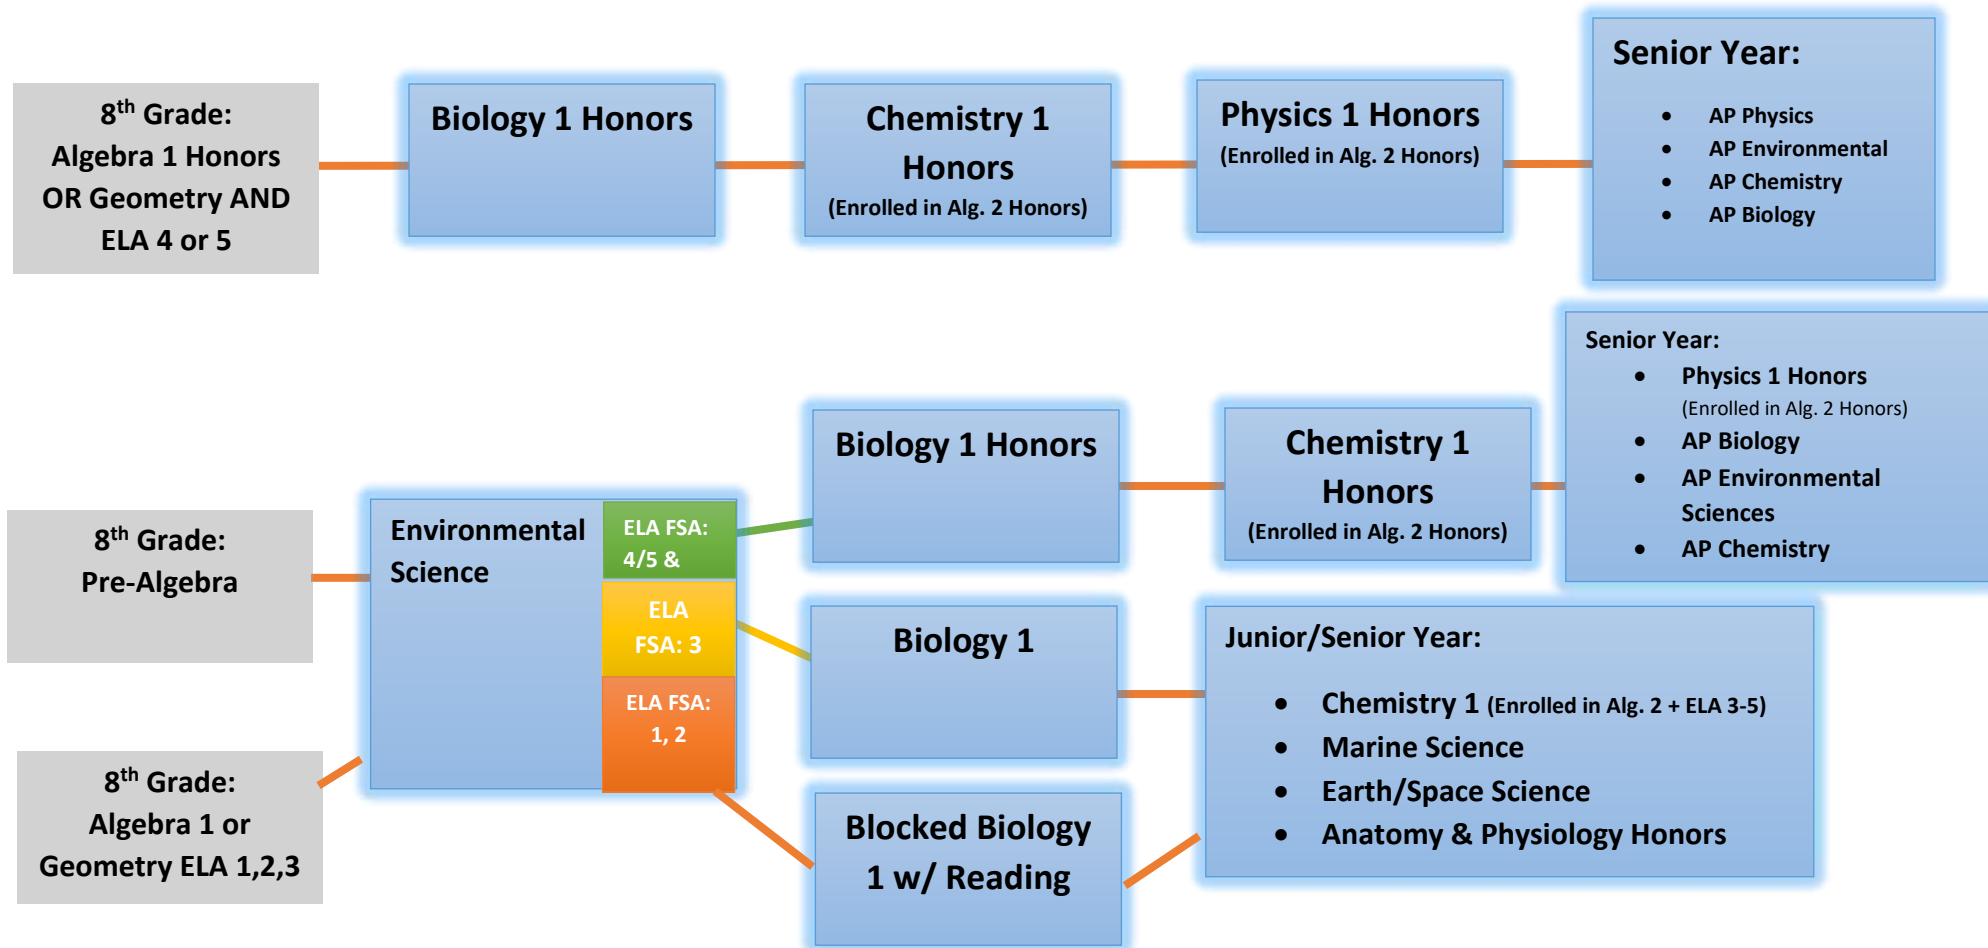 8th Grade:
Algebra 1 Honors
OR Geometry AND
ELA 4 or 5
Biology 1 Honors
Chemistry 1
Honors
(Enrolled in Alg. 2 Honors)
Physics 1 Honors
(Enrolled in Alg. 2 Honors)
Senior Year:
• AP Physics
• AP Environmental
• AP Chemistry
• AP Biology
8th Grade:
Pre-Algebra
8th Grade:
Algebra 1 or
Geometry ELA 1,2,3
Environmental
Science
ELA FSA:
4/5 &
ELA
FSA: 3
ELA FSA:
1, 2
Biology 1 Honors
Chemistry 1
Honors
(Enrolled in Alg. 2 Honors)
Senior Year:
• Physics 1 Honors
(Enrolled in Alg. 2 Honors)
• AP Biology
• AP Environmental
Sciences
• AP Chemistry
Biology 1
Blocked Biology
1 w/ Reading
Junior/Senior Year:
• Chemistry 1 (Enrolled in Alg. 2 + ELA 3-5)
• Marine Science
• Earth/Space Science
• Anatomy & Physiology Honors